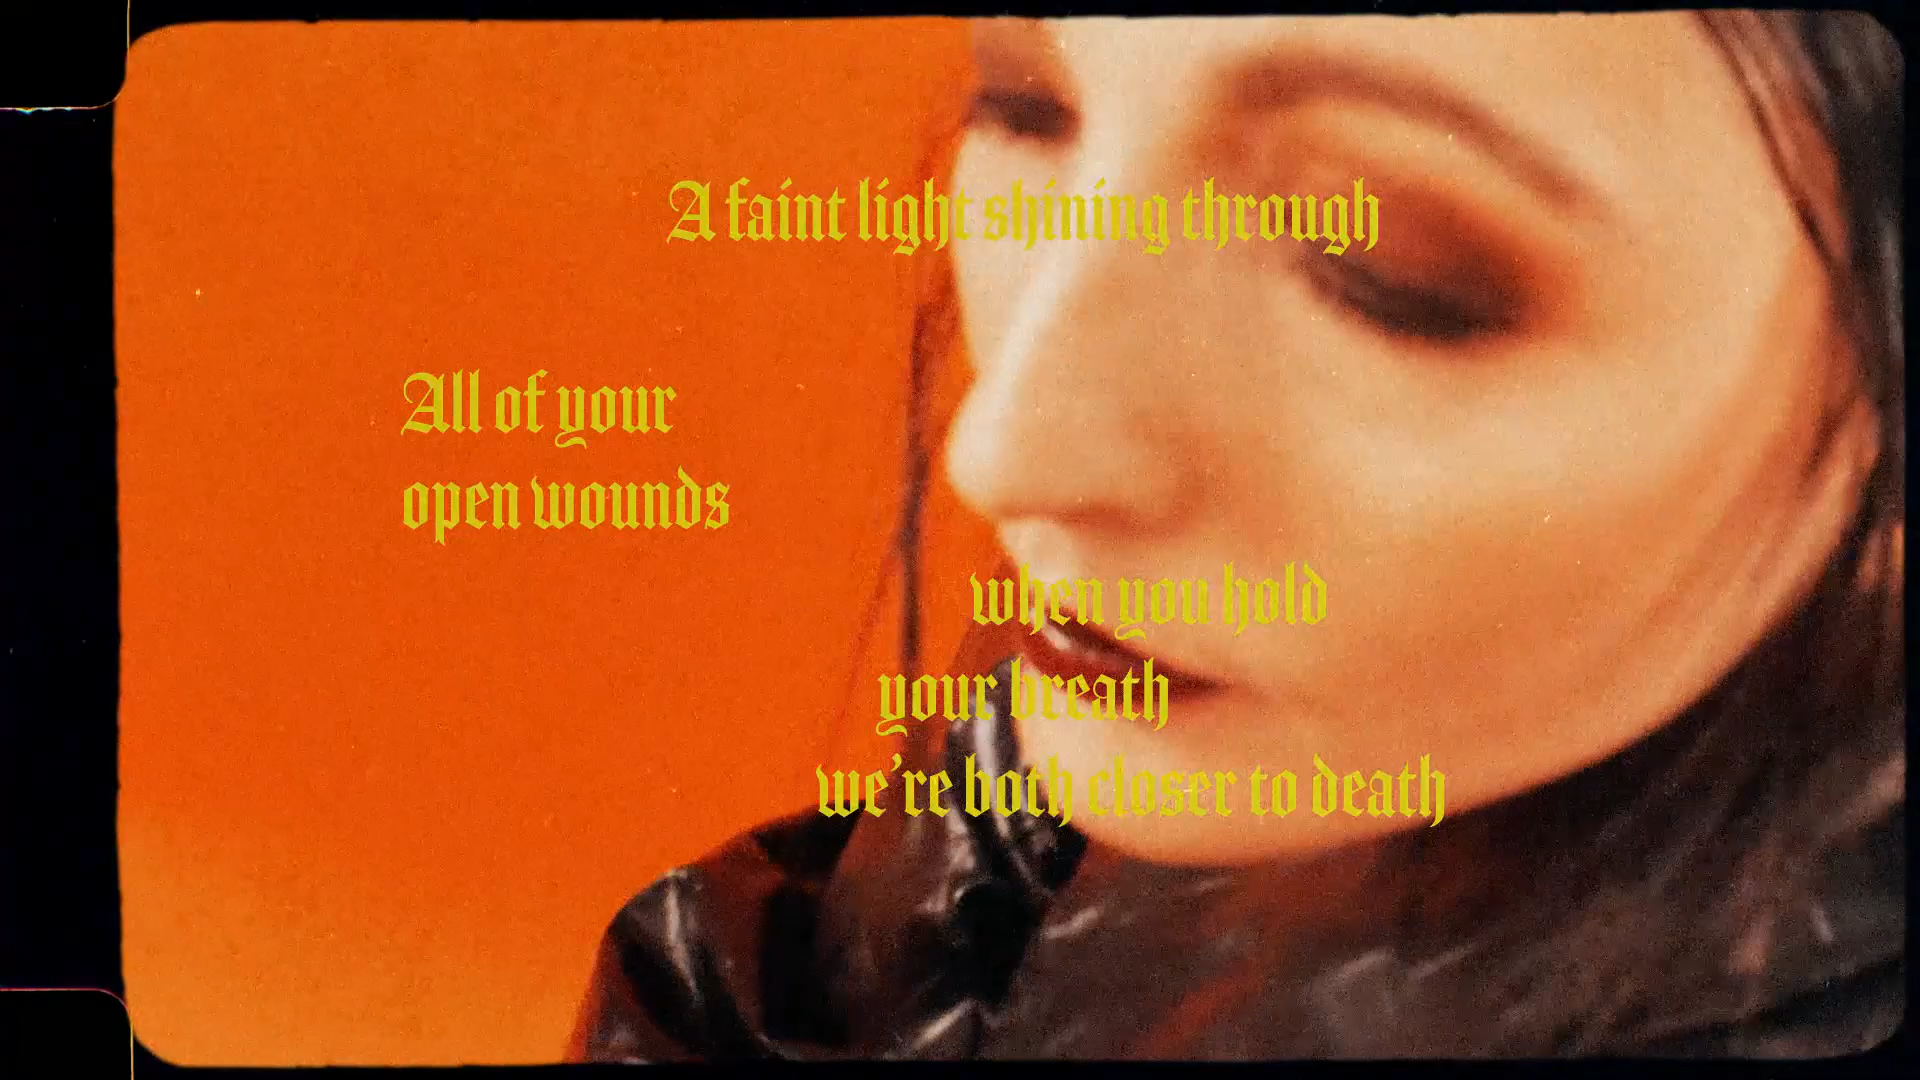 A faint light shining through
All of your
open wounds
when you hold
your breath
we're both closer to death